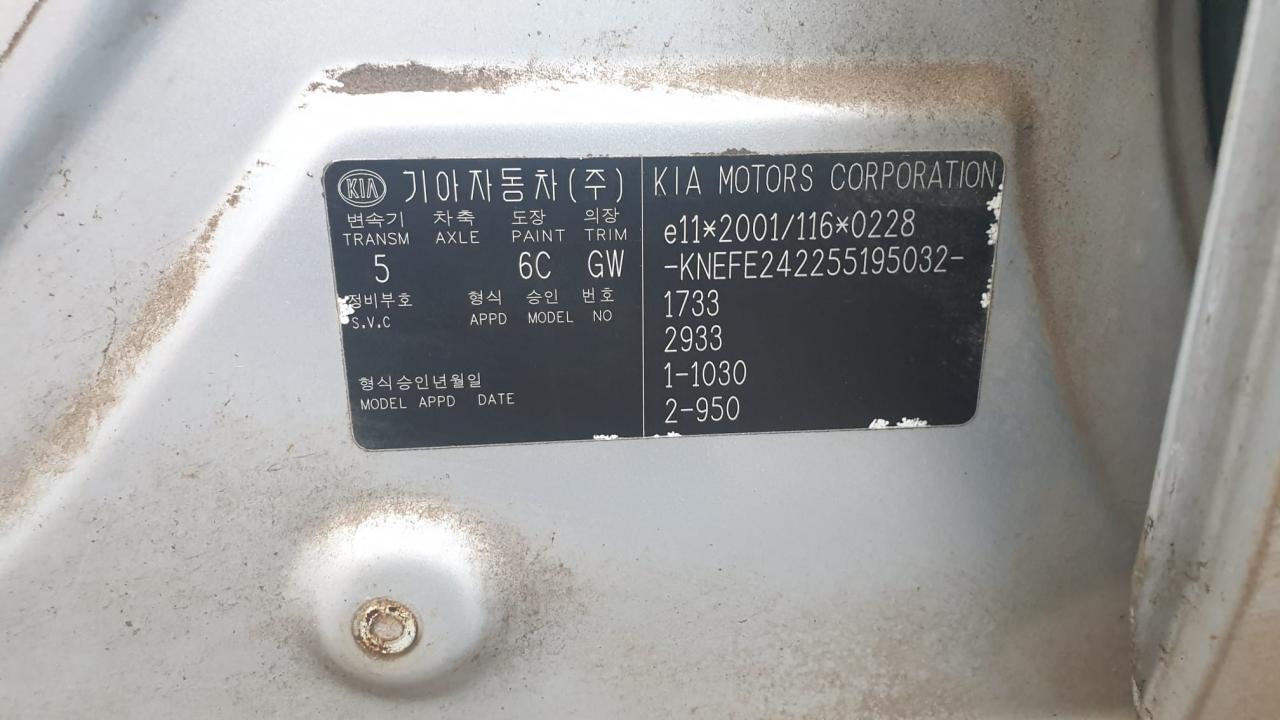 KIA 기아자동차(주)
변속기 차축 도장 의장
TRANSM AXLE PAINT TRIM
5 6C GW
정비부호 형식 승인 번호
S.V.C APPD MODEL NO
형식승인년월일
MODEL APPD DATE
KIA MOTORS CORPORATION
e11*2001/116*0228
-KNEFE242255195032-
1733
2933
1-1030
2-950